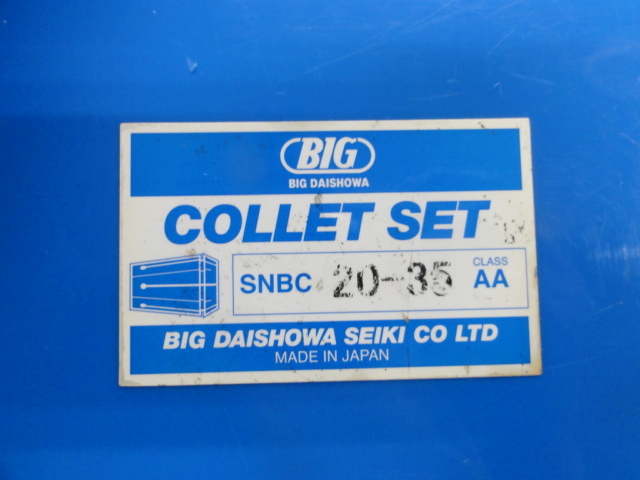 BIG
BIG DAISHOWA
COLLET SET
SNBC 20-35 CLASS AA
BIG DAISHOWA SEIKI CO LTD
MADE IN JAPAN